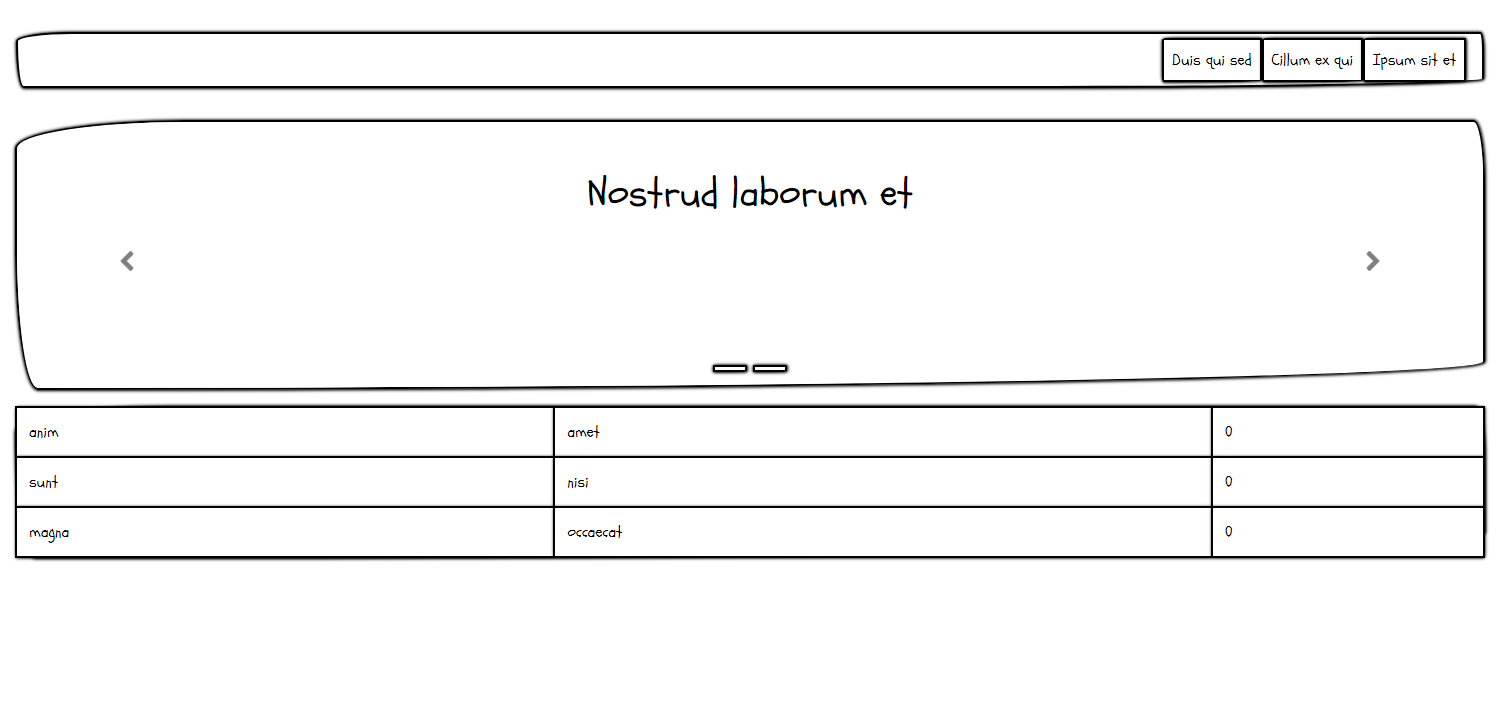 Duis qui sed Cillum ex qui Ipsum sit et
Nostrud laborum et
anim amet 0
sunt nisi 0
magna occaecat 0